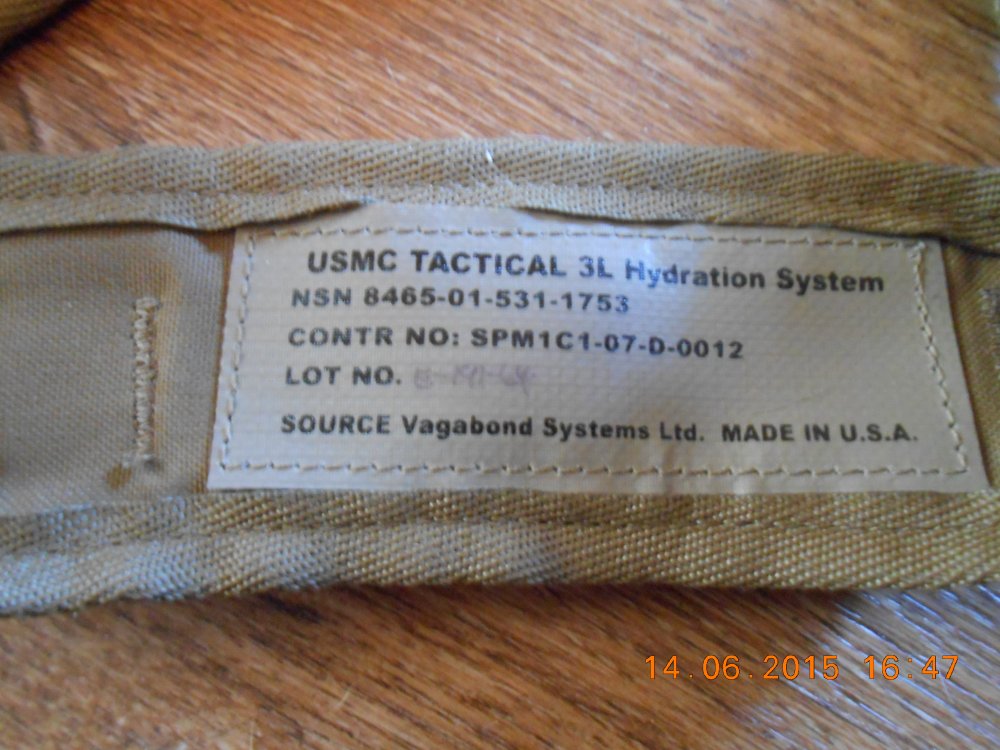 USMC TACTICAL 3L Hydration System
NSN 8465-01-531-1753
CONTR NO: SPM1C1-07-D-0012
LOT NO.
SOURCE Vagabond Systems Ltd. MADE IN U.S.A.
14.06.2015 16:47